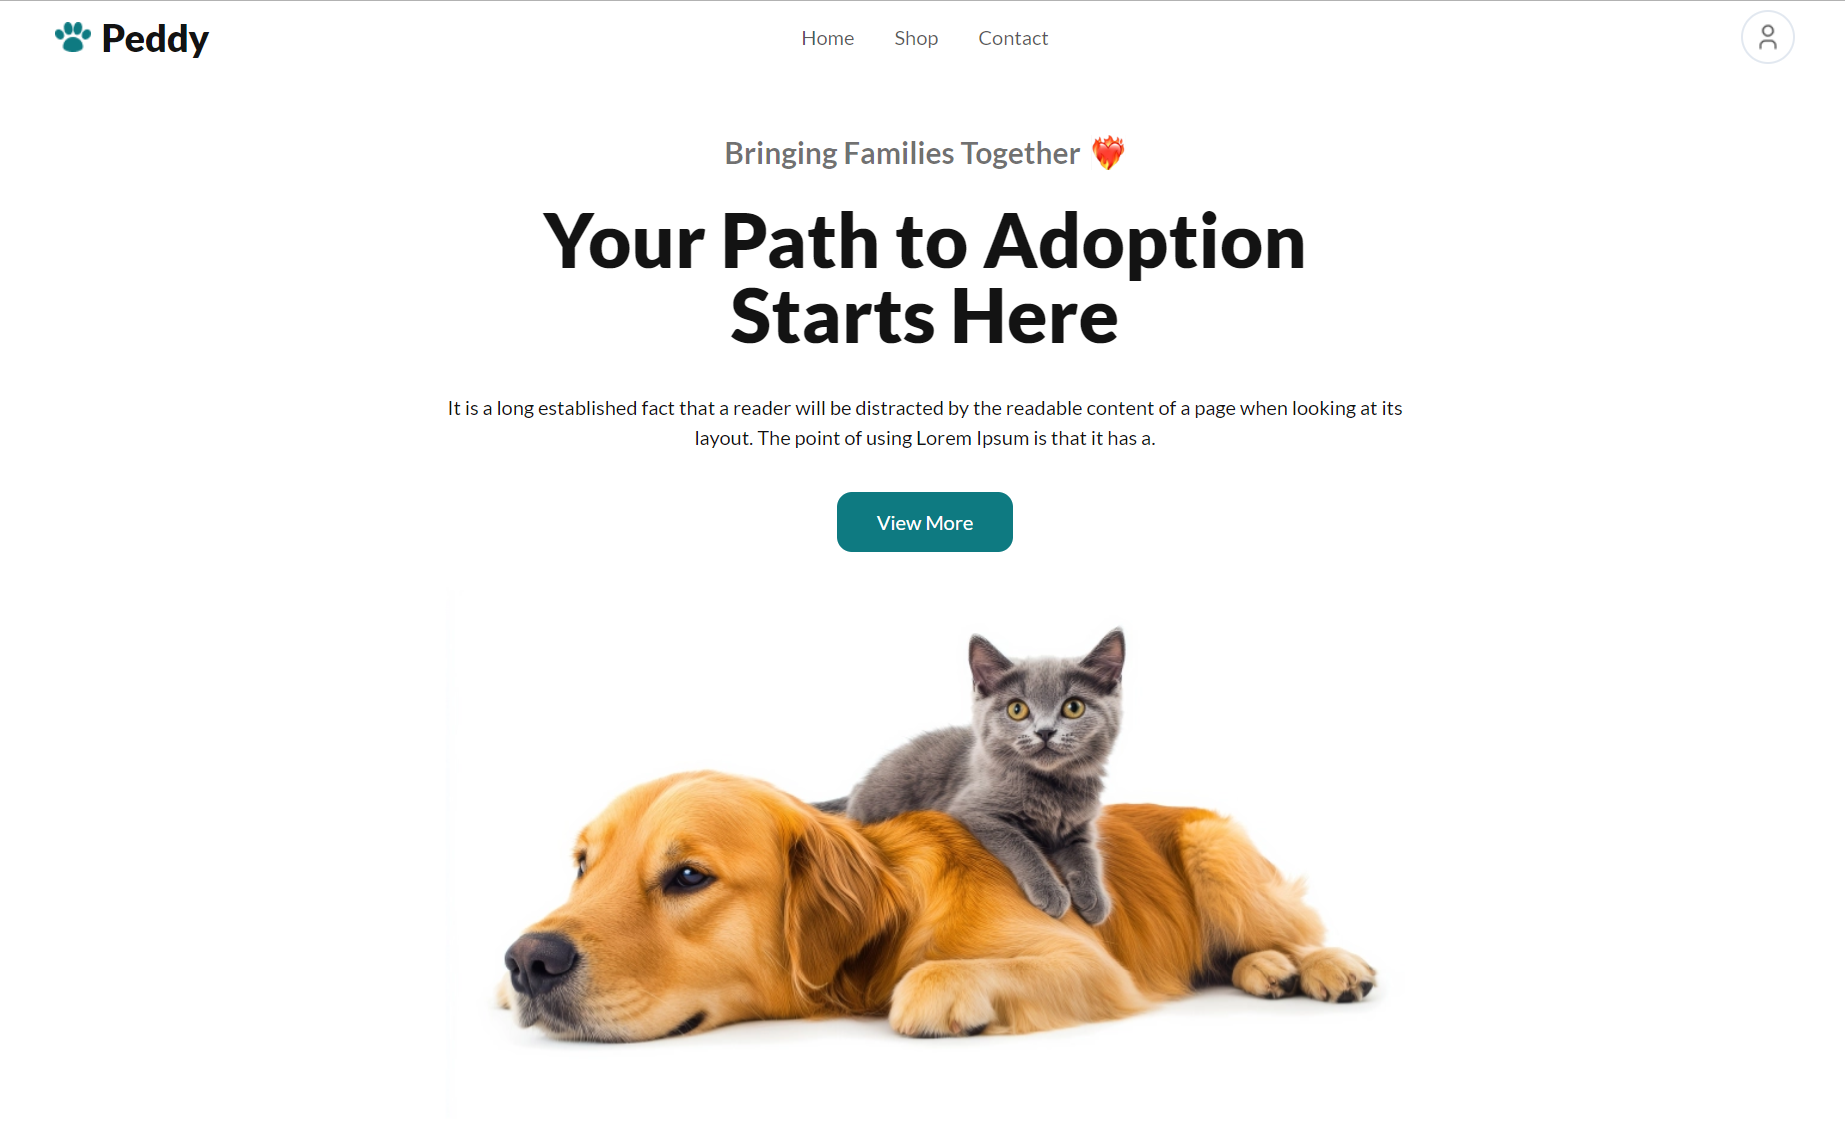 Peddy
Home
Shop
Contact
Bringing Families Together ❤️‍🔥
Your Path to Adoption
Starts Here
It is a long established fact that a reader will be distracted by the readable content of a page when looking at its
layout. The point of using Lorem Ipsum is that it has a.
View More